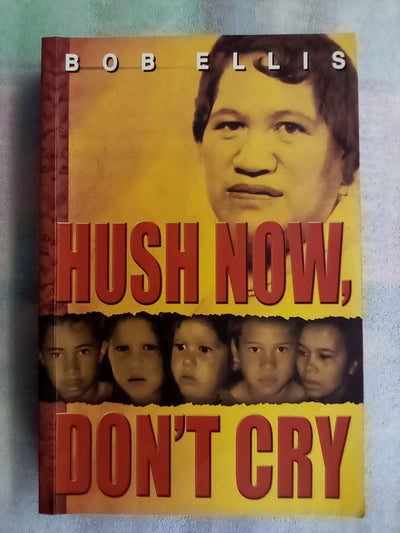 BOB ELLIS
HUSH NOW,
DON'T CRY